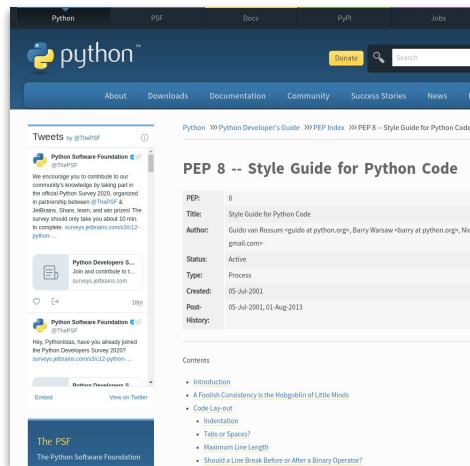 Python
PSF
Docs
PyPI
Jobs
python™
Donate
Search
About
Downloads
Documentation
Community
Success Stories
News
Python >>> Python Developer's Guide >>> PEP Index >>> PEP 8 -- Style Guide for Python Code
Tweets by @ThePSF
Python Software Foundation
@ThePSF
We encourage you to contribute to our
community's knowledge by taking part in
the official Python Survey 2020, organized
in partnership between @ThePSF &
JetBrains. Share, learn, and win prizes! The
survey should only take you about 10 min.
to complete. surveys.jetbrains.com/s3/c12-
python-…
Python Developers S…
Join and contribute to t…
surveys.jetbrains.com
18m
Python Software Foundation
@ThePSF
Hey, Pythonistas, have you already joined
the Python Developers Survey 2020?
surveys.jetbrains.com/s3/c12-python-…
Python Developers S
Embed
View on Twitter
The PSF
The Python Software Foundation
PEP 8 -- Style Guide for Python Code
PEP: 8
Title: Style Guide for Python Code
Author: Guido van Rossum <guido at python.org>, Barry Warsaw <barry at python.org>, Nic
gmail.com>
Status: Active
Type: Process
Created: 05-Jul-2001
Post-History: 05-Jul-2001, 01-Aug-2013
Contents
Introduction
A Foolish Consistency is the Hobgoblin of Little Minds
Code Lay-out
Indentation
Tabs or Spaces?
Maximum Line Length
Should a Line Break Before or After a Binary Operator?